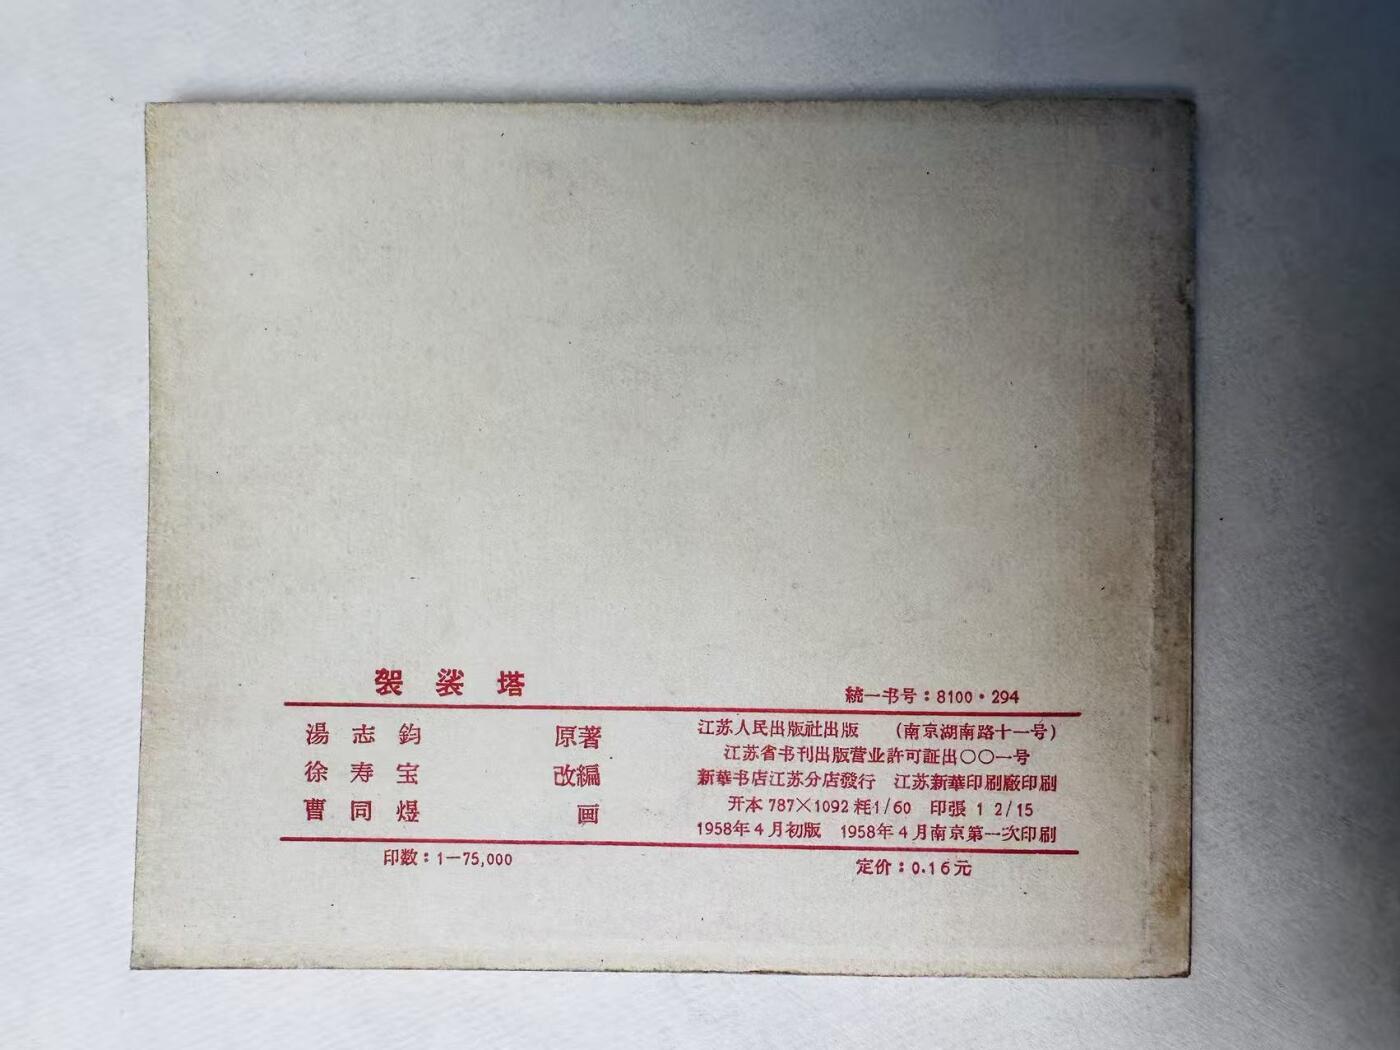 袈裟塔
湯志鈞 原著
徐寿宝 改編
曹同煜 画
印数：1—75,000
統一书号：8100·294
江苏人民出版社出版 （南京湖南路十一号）
江苏省书刊出版营业許可証出〇〇一号
新華书店江苏分店發行 江苏新華印刷廠印刷
开本 787×1092 耗1/60 印張 1 2/15
1958年4月初版 1958年4月南京第一次印刷
定价：0.16元